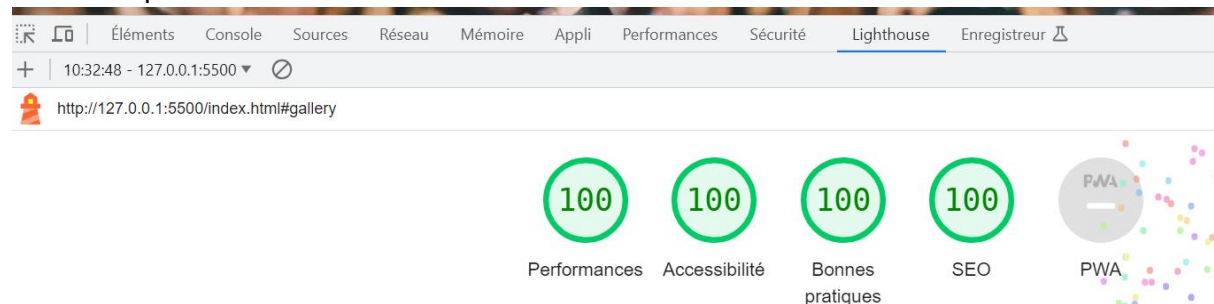 Éléments Console Sources Réseau Mémoire Appli Performances Sécurité Lighthouse Enregistreur
10:32:48 - 127.0.0.1:5500
http://127.0.0.1:5500/index.html#gallery
100 100 100 100 PWA
Performances Accessibilité Bonnes pratiques SEO PWA